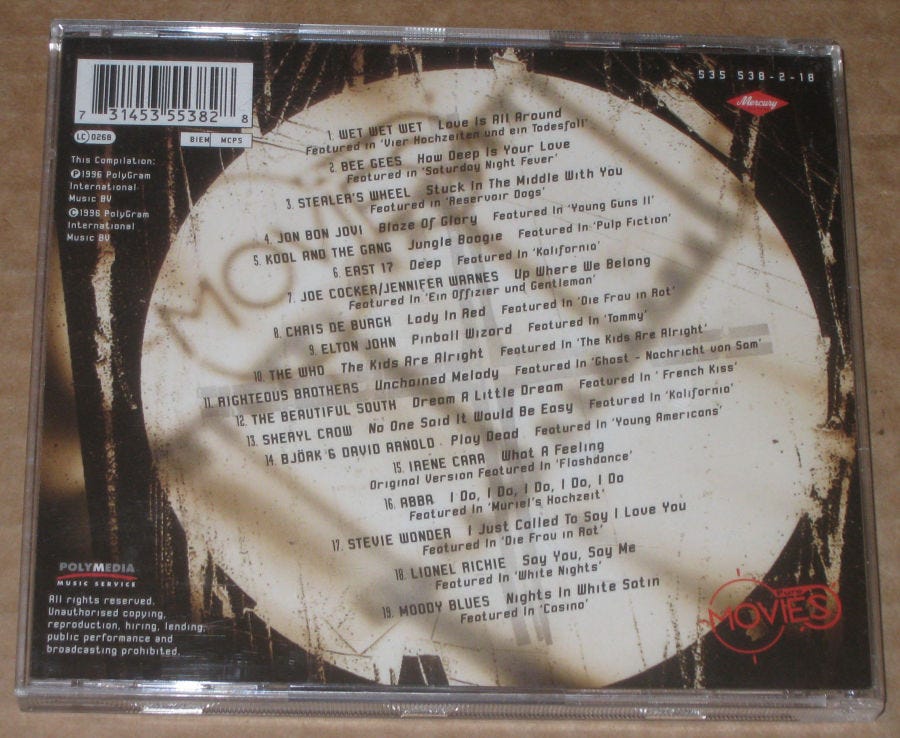 7 31453 55382 8
LC 0268
BIEM MCPS
This Compilation:
Ⓟ1996 PolyGram
International
Music BV
©1996 PolyGram
International
Music BV
535 538-2-18
Mercury
MOVIES
1. WET WET WET Love Is All Around
Featured in 'Vier Hochzeiten und ein Todesfall'
2. BEE GEES How Deep Is Your Love
Featured in 'Saturday Night Fever'
3. STEALER'S WHEEL Stuck In The Middle With You
Featured in 'Reservoir Dogs'
4. JON BON JOVI Blaze Of Glory Featured In 'Young Guns II'
5. KOOL AND THE GANG Jungle Boogie Featured In 'Pulp Fiction'
6. EAST 17 Deep Featured In 'Kalifornia'
7. JOE COCKER/JENNIFER WARNES Up Where We Belong
Featured In 'Ein Offizier und Gentleman'
8. CHRIS DE BURGH Lady In Red Featured In 'Die Frau in Rot'
9. ELTON JOHN Pinball Wizard Featured In 'Tommy'
10. THE WHO The Kids Are Alright Featured In 'The Kids Are Alright'
11. RIGHTEOUS BROTHERS Unchained Melody Featured In 'Ghost - Nachricht von Sam'
12. THE BEAUTIFUL SOUTH Dream A Little Dream Featured In ' French Kiss'
13. SHERYL CROW No One Said It Would Be Easy Featured In 'Kalifornia'
14. BJÖRK & DAVID ARNOLD Play Dead Featured In 'Young Americans'
15. IRENE CARA What A Feeling
Original Version Featured In 'Flashdance'
16. ABBA I Do, I Do, I Do, I Do, I Do
Featured In 'Muriel's Hochzeit'
17. STEVIE WONDER I Just Called To Say I Love You
Featured In 'Die Frau in Rot'
18. LIONEL RICHIE Say You, Say Me
Featured In 'White Nights'
19. MOODY BLUES Nights In White Satin
Featured In 'Casino'
POLYMEDIA
MUSIC SERVICE
All rights reserved.
Unauthorised copying,
reproduction, hiring, lending,
public performance and
broadcasting prohibited.
MOVIES